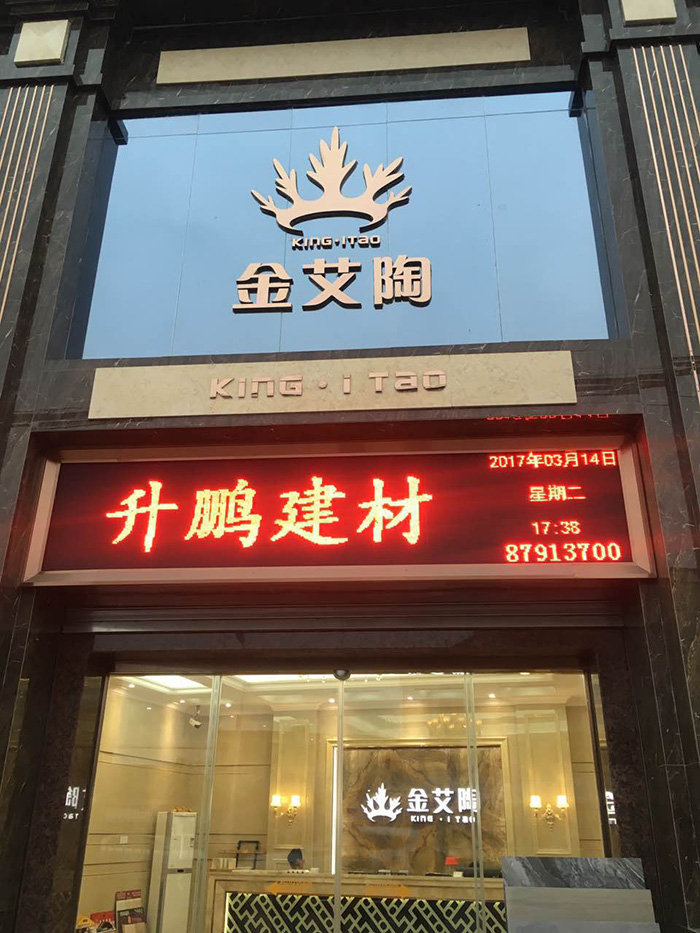 KING·ITAO
金艾陶
KING · I TAO
升鹏建材
2017年03月14日
星期二
17:38
87913700
金艾陶
KING · I TAO